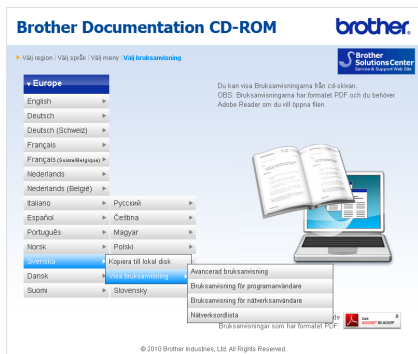 Brother Documentation CD-ROM
brother.
Välj region | Välj språk | Välj meny | Välj bruksanvisning
Brother
Solutions Center
Service & Support Web Site
Europe
English
Deutsch
Deutsch (Schweiz)
Français
Français (Suisse/Belgique)
Nederlands
Nederlands (België)
Italiano
Español
Português
Norsk
Svenska
Dansk
Suomi
Русский
Čeština
Magyar
Polski
Kopiera till lokal disk
Visa bruksanvisning
Slovensky
Avancerad bruksanvisning
Bruksanvisning för programanvändare
Bruksanvisning för nätverksanvändare
Nätverksordlista
Du kan visa Bruksanvisningarna från cd-skivan.
OBS: Bruksanvisningarna har formatet PDF och du behöver
Adobe Reader om du vill öppna filen.
de
Bruksanvisningar som har formatet PDF.
Get
ADOBE® READER®
© 2010 Brother Industries, Ltd. All Rights Reserved.